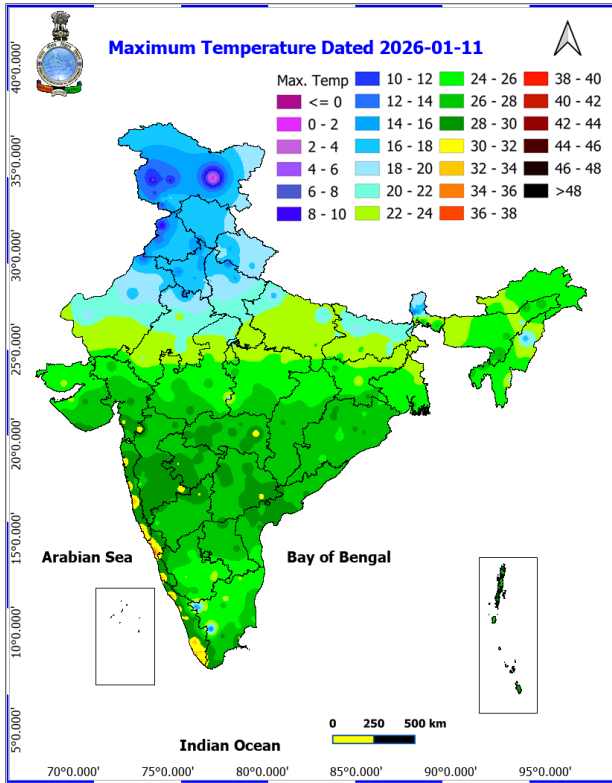 Maximum Temperature Dated 2026-01-11
Max. Temp
<= 0
0 - 2
2 - 4
4 - 6
6 - 8
8 - 10
10 - 12
12 - 14
14 - 16
16 - 18
18 - 20
20 - 22
22 - 24
24 - 26
26 - 28
28 - 30
30 - 32
32 - 34
34 - 36
36 - 38
38 - 40
40 - 42
42 - 44
44 - 46
46 - 48
>48
40°0.000'
35°0.000'
30°0.000'
25°0.000'
20°0.000'
15°0.000'
10°0.000'
5°0.000'
Arabian Sea
Bay of Bengal
0 250 500 km
Indian Ocean
70°0.000' 75°0.000' 80°0.000' 85°0.000' 90°0.000' 95°0.000'